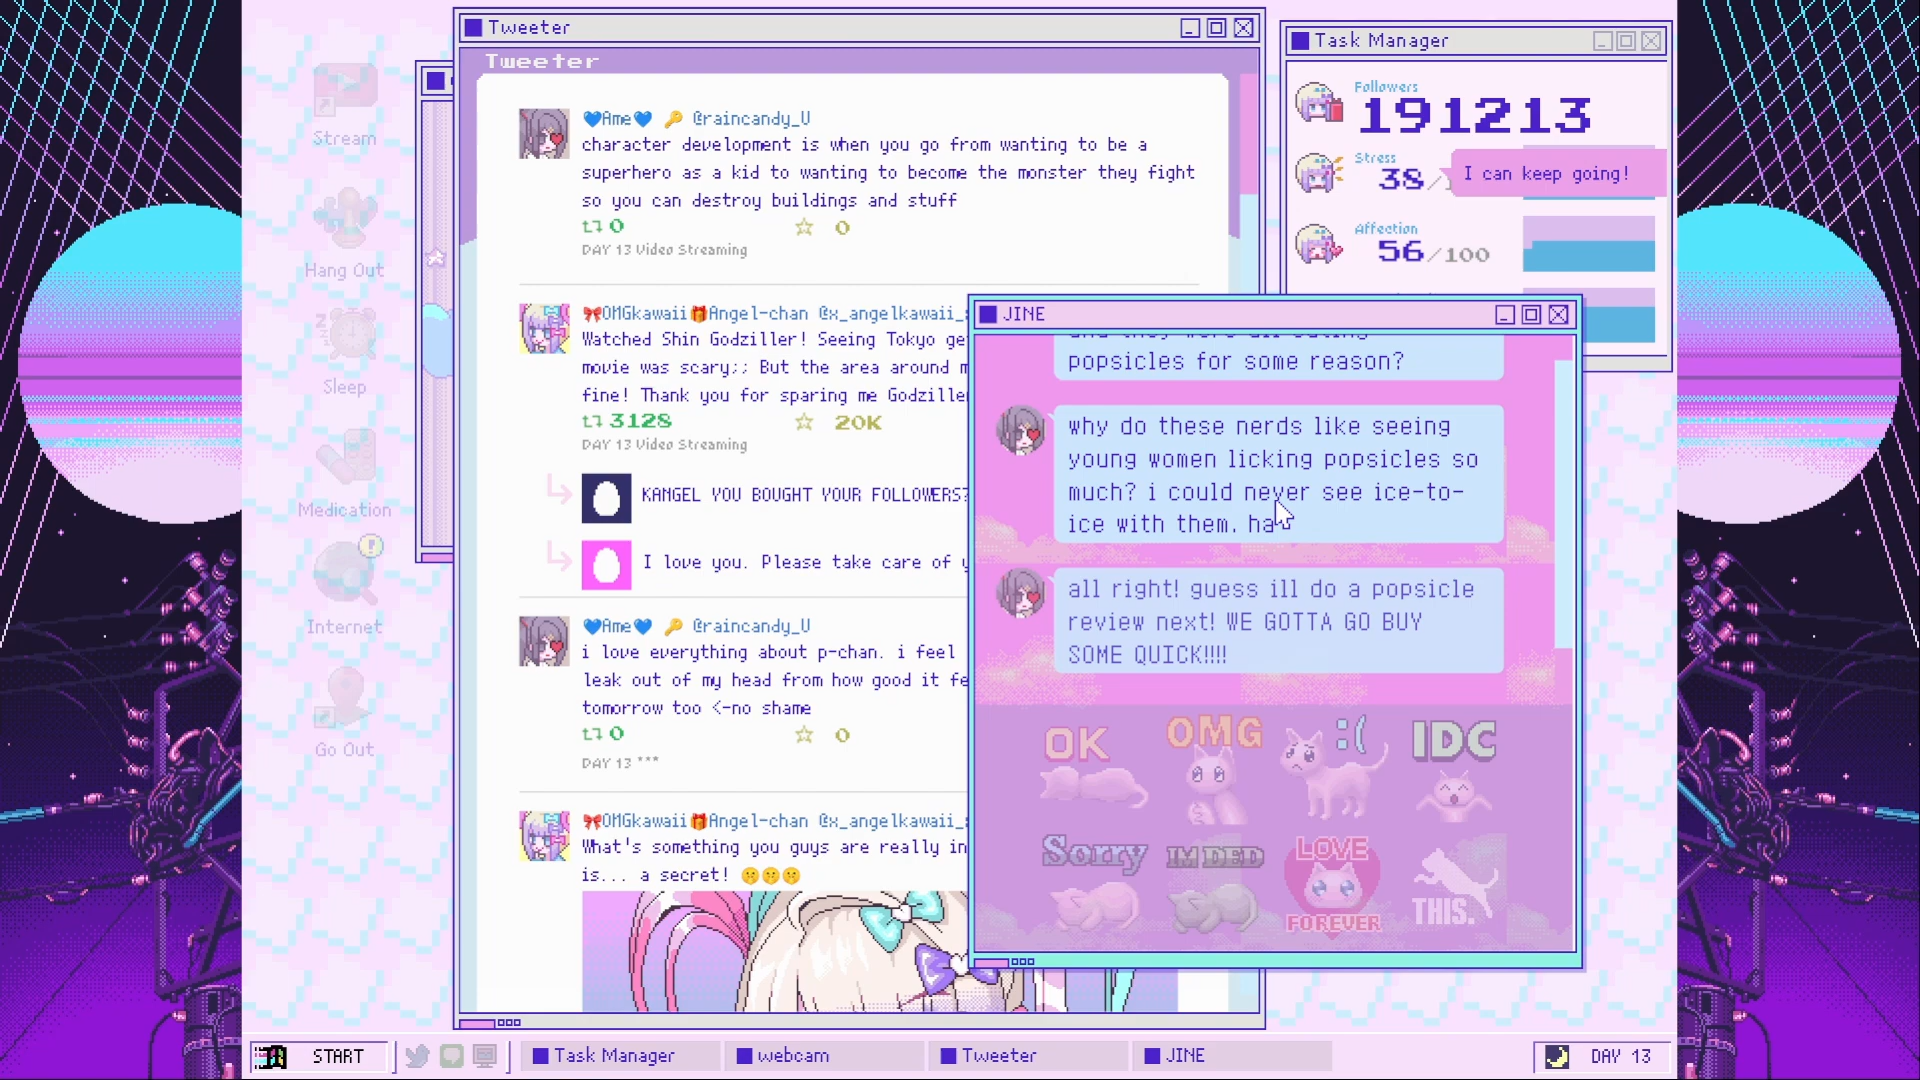 Tweeter
Tweeter
💙Ame💙 🔑 @raincandy_U
character development is when you go from wanting to be a
superhero as a kid to wanting to become the monster they fight
so you can destroy buildings and stuff
0 ☆ 0
DAY 13 Video Streaming
🎀OMGkawaii🎁Angel-chan @x_angelkawaii_
Watched Shin Godziller! Seeing Tokyo ge
movie was scary;; But the area around
fine! Thank you for sparing me Godziller
3128 ☆ 20K
DAY 13 Video Streaming
KANGEL YOU BOUGHT YOUR FOLLOWERS?
I love you. Please take care of
💙Ame💙 🔑 @raincandy_U
i love everything about p-chan. i feel
leak out of my head from how good it fe
tomorrow too <-no shame
0 ☆ 0
DAY 13 ***
🎀OMGkawaii🎁Angel-chan @x_angelkawaii_
What's something you guys are really in
is... a secret! 🤫🤫🤫
Task Manager
Followers
191213
Stress
38/
I can keep going!
Affection
56/100
JINE
popsicles for some reason?
why do these nerds like seeing
young women licking popsicles so
much? i could never see ice-to-
ice with them. ha
all right! guess ill do a popsicle
review next! WE GOTTA GO BUY
SOME QUICK!!!!
OK
OMG
:(
IDC
Sorry
IM DED
LOVE
FOREVER
THIS.
Stream
Hang Out
Sleep
Medication
Internet
Go Out
START
Task Manager
webcam
Tweeter
JINE
DAY 13